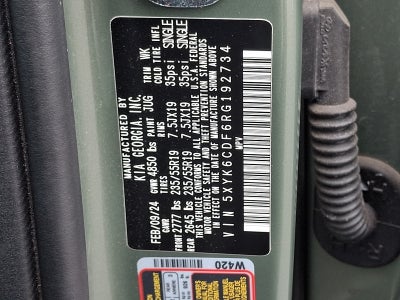 MANUFACTURED BY
KIA GEORGIA, INC.
FEB/09/24 GVWR 4850 lbs PAINT JUG TRIM WK
COLD TIRE INFL
FRONT 2777 lbs 235/55R19 7.5JX19 35psi SINGLE
REAR 2645 lbs 235/55R19 7.5JX19 35psi SINGLE
THIS VEHICLE CONFORMS TO ALL APPLICABLE U.S.A. FEDERAL
MOTOR VEHICLE SAFETY AND THEFT PREVENTION STANDARDS
IN EFFECT ON THE DATE OF MANUFACTURE SHOWN ABOVE.
VIN 5XYK6CDF6RG192734
MPV
W420